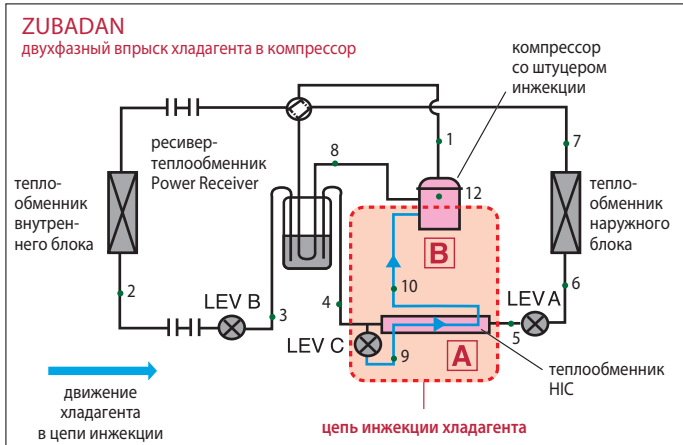 ZUBADAN
двухфазный впрыск хладагента в компрессор
компрессор
со штуцером
инжекции
ресивер-
теплообменник
Power Receiver
8
1
7
12
тепло-
обменник
внутрен-
него блока
тепло-
обменник
наружного
блока
B
2
LEV B
3
4
10
LEV A
6
5
LEV C
9
A
теплообменник
HIC
движение
хладагента
в цепи инжекции
цепь инжекции хладагента